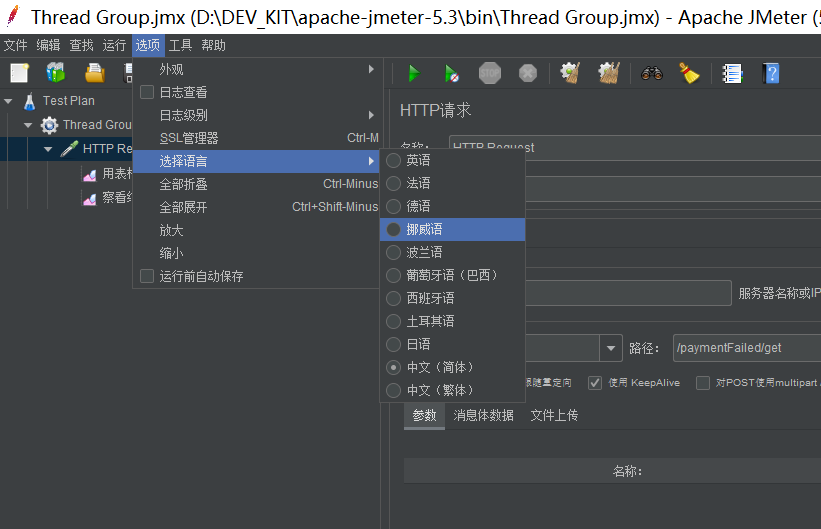 Thread Group.jmx (D:\DEV_KIT\apache-jmeter-5.3\bin\Thread Group.jmx) - Apache JMeter (5
文件 编辑 查找 运行 选项 工具 帮助
Test Plan
Thread Grou
HTTP Re
用表格
察看结
外观
日志查看
日志级别
SSL管理器 Ctrl-M
选择语言
全部折叠 Ctrl-Minus
全部展开 Ctrl+Shift-Minus
放大
缩小
运行前自动保存
英语
法语
德语
挪威语
波兰语
葡萄牙语（巴西）
西班牙语
土耳其语
日语
中文（简体）
中文（繁体）
HTTP请求
名称： HTTP Request
服务器名称或IP
路径： /paymentFailed/get
跟随重定向 使用 KeepAlive 对POST使用multipart
参数 消息体数据 文件上传
名称: